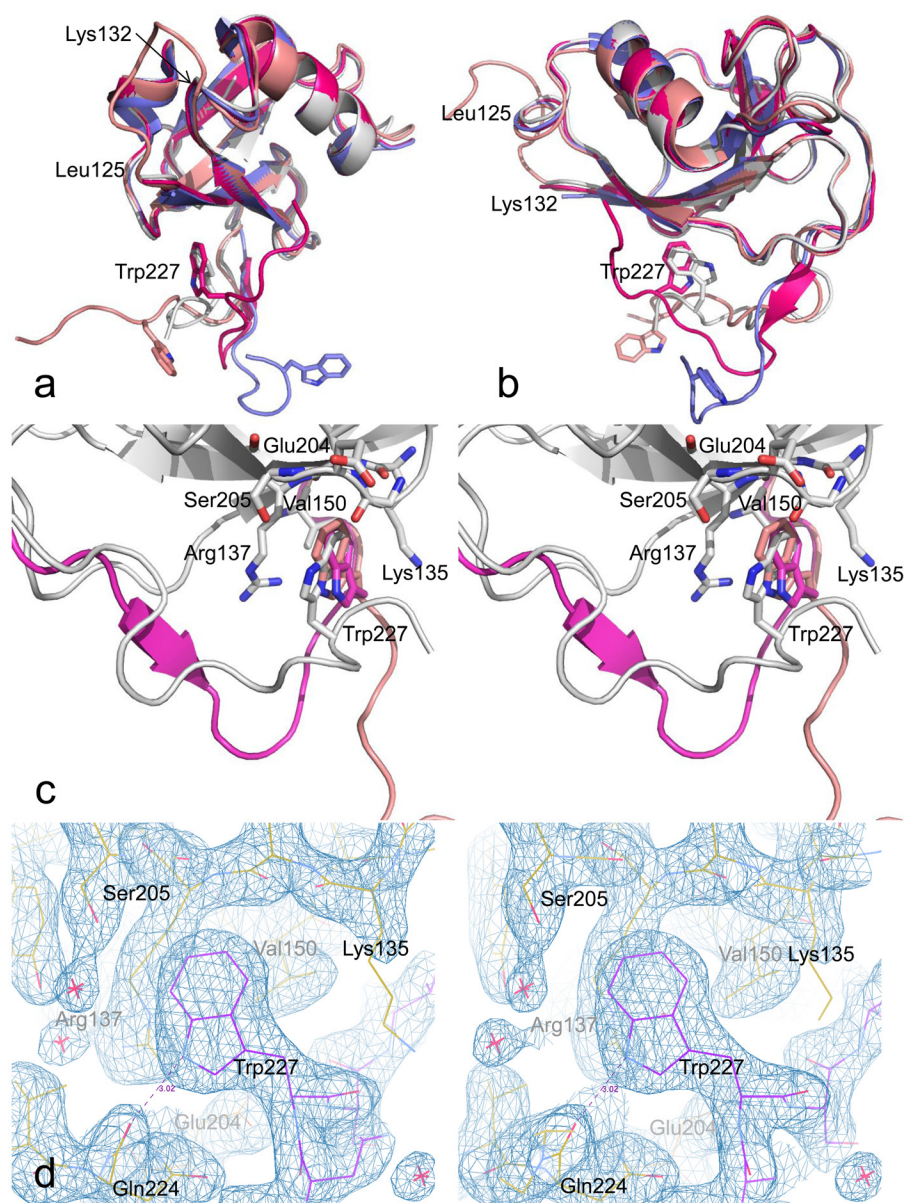 Lys132
Leu125
Trp227
a
Leu125
Lys132
Trp227
b
Glu204
Ser205
Val150
Arg137
Lys135
Trp227
Glu204
Ser205
Val150
Arg137
Lys135
Trp227
c
Ser205
Val150
Lys135
Arg137
Trp227
3.02
Glu204
Gln224
d
Ser205
Val150
Lys135
Arg137
Trp227
3.02
Glu204
Gln224